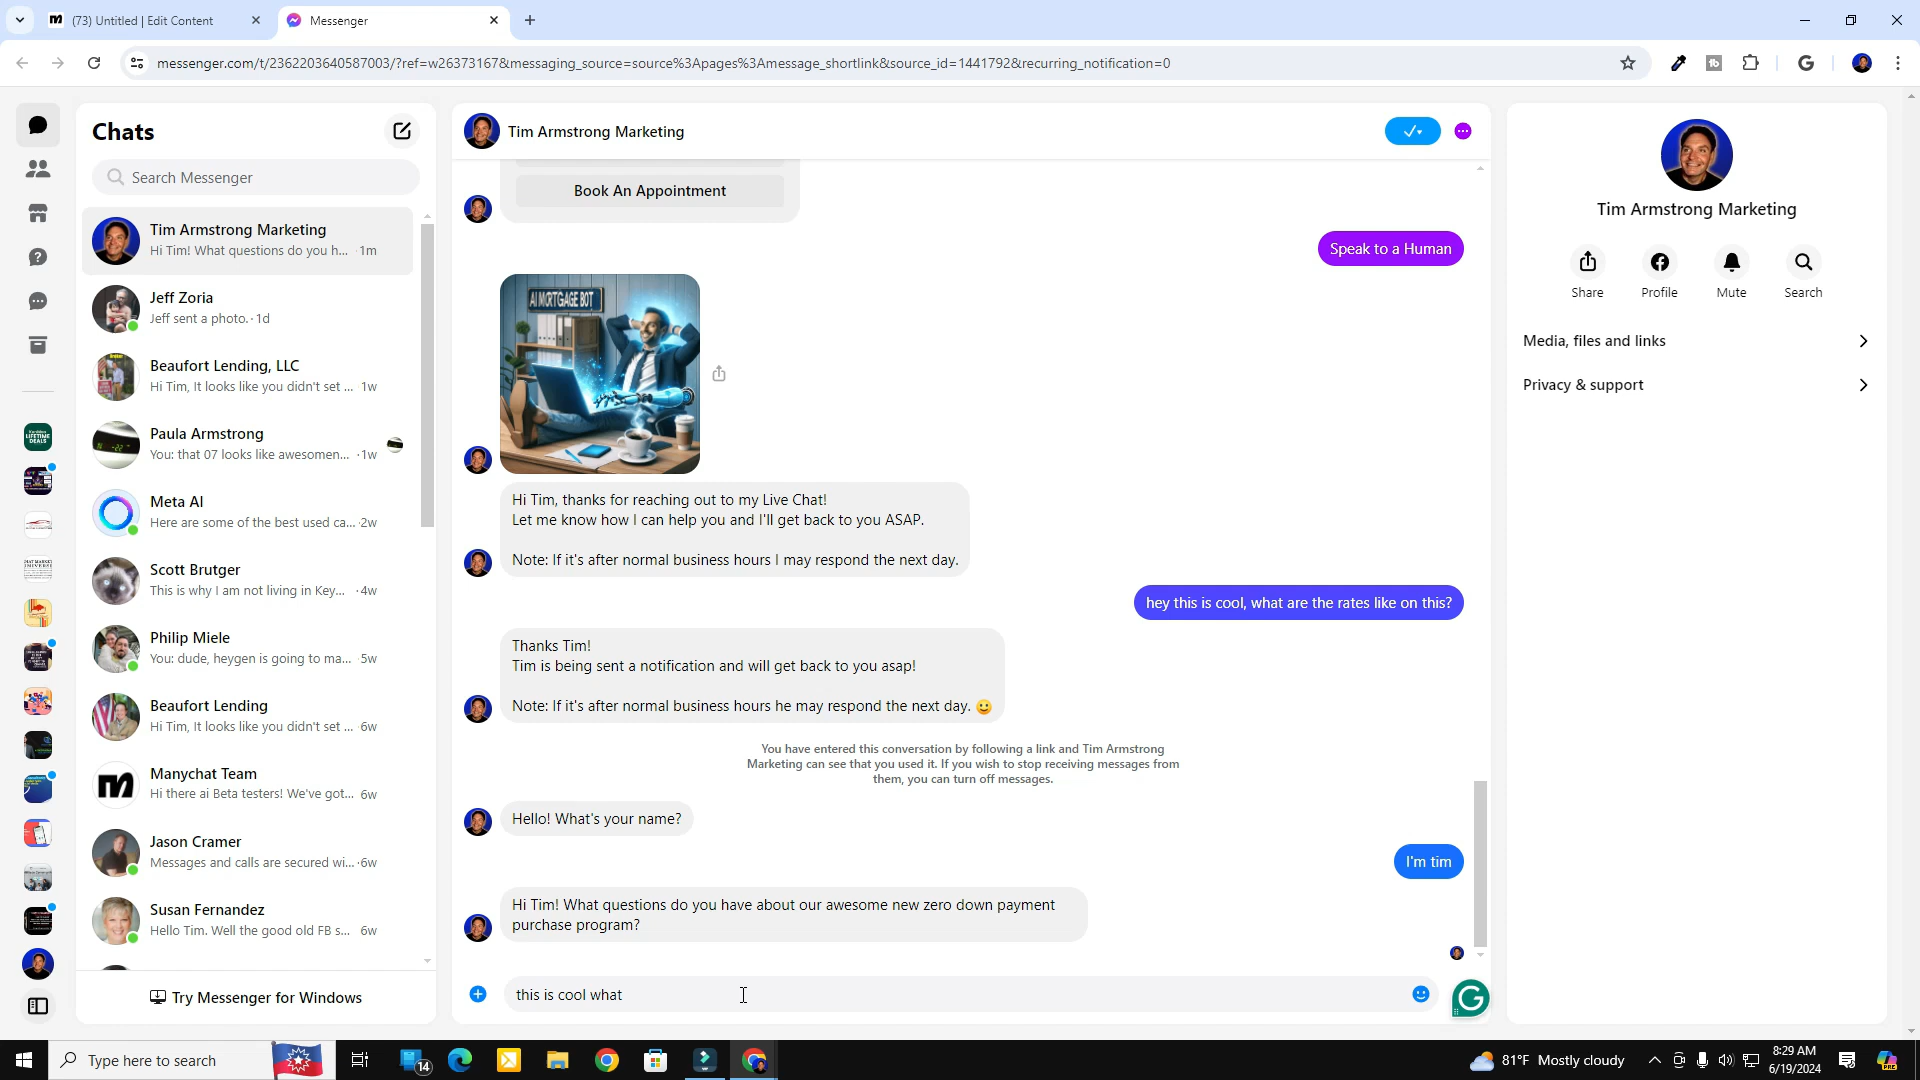 (73) Untitled | Edit Content
Messenger
messenger.com/t/2362203640587003/?ref=w26373167&messaging_source=source%3Apages%3Amessage_shortlink&source_id=1441792&recurring_notification=0
Chats
Search Messenger
Tim Armstrong Marketing
Hi Tim! What questions do you h... · 1m
Jeff Zoria
Jeff sent a photo. · 1d
Beaufort Lending, LLC
Hi Tim, It looks like you didn't set ... · 1w
Paula Armstrong
You: that 07 looks like awesomen... · 1w
Meta AI
Here are some of the best used ca... · 2w
Scott Brutger
This is why I am not living in Key... · 4w
Philip Miele
You: dude, heygen is going to ma... · 5w
Beaufort Lending
Hi Tim, It looks like you didn't set ... · 6w
Manychat Team
Hi there ai Beta testers! We've got... · 6w
Jason Cramer
Messages and calls are secured wi... · 6w
Susan Fernandez
Hello Tim. Well the good old FB s... · 6w
Try Messenger for Windows
Tim Armstrong Marketing
Book An Appointment
Speak to a Human
AI MORTGAGE BOT
Hi Tim, thanks for reaching out to my Live Chat!
Let me know how I can help you and I'll get back to you ASAP.
Note: If it's after normal business hours I may respond the next day.
hey this is cool, what are the rates like on this?
Thanks Tim!
Tim is being sent a notification and will get back to you asap!
Note: If it's after normal business hours he may respond the next day. 😀
You have entered this conversation by following a link and Tim Armstrong
Marketing can see that you used it. If you wish to stop receiving messages from
them, you can turn off messages.
Hello! What's your name?
I'm tim
Hi Tim! What questions do you have about our awesome new zero down payment
purchase program?
this is cool what
Tim Armstrong Marketing
Share
Profile
Mute
Search
Media, files and links
Privacy & support
Type here to search
14
81°F Mostly cloudy
8:29 AM
6/19/2024